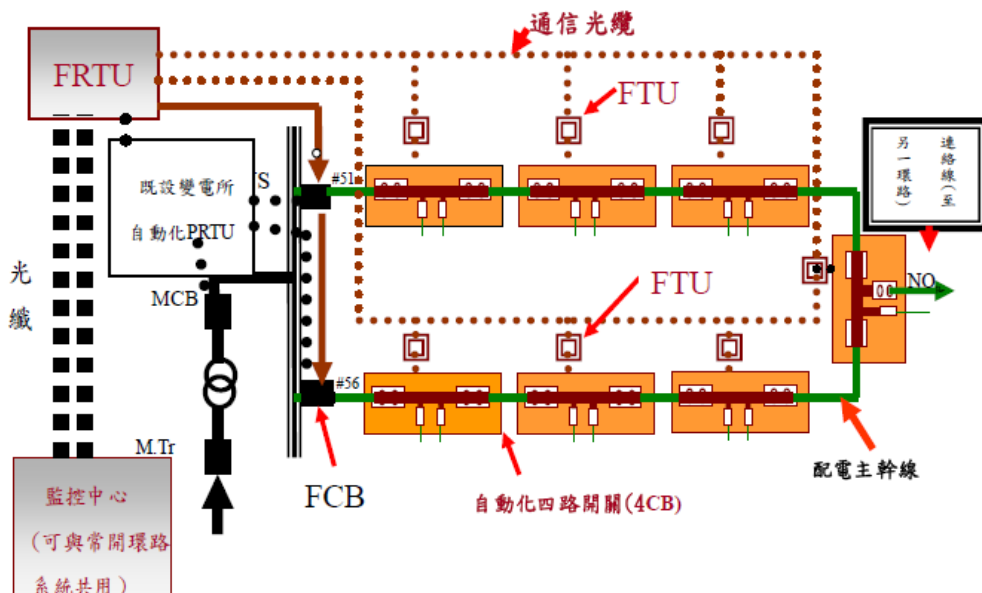 通信光纜
FRTU
FTU
連絡線(至
另一環路)
既設變電所
/S
#51
自動化PRTU
光
纖
MCB
FTU
NO
#56
M.Tr
FCB
配電主幹線
自動化四路開關(4CB)
監控中心
(可與常開環路
系統共用)